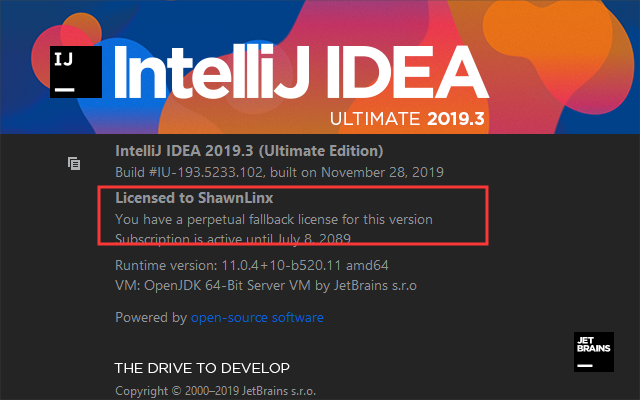 IJ
IntelliJ IDEA
ULTIMATE 2019.3
IntelliJ IDEA 2019.3 (Ultimate Edition)
Build #IU-193.5233.102, built on November 28, 2019
Licensed to ShawnLinx
You have a perpetual fallback license for this version
Subscription is active until July 8, 2089
Runtime version: 11.0.4+10-b520.11 amd64
VM: OpenJDK 64-Bit Server VM by JetBrains s.r.o
Powered by open-source software
JET
BRAINS
THE DRIVE TO DEVELOP
Copyright © 2000–2019 JetBrains s.r.o.